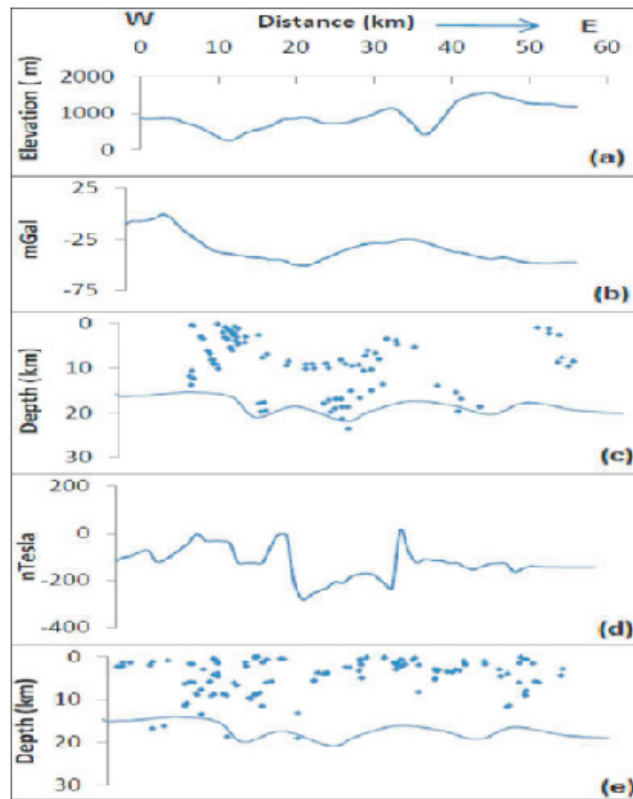 W Distance (km) E
0 10 20 30 40 50 60
Elevation ( m)
2000
1000
0
(a)
mGal
25
-25
-75
(b)
Depth (km)
0
10
20
30
(c)
nTesla
200
0
-200
-400
(d)
Depth (km)
0
10
20
30
(e)